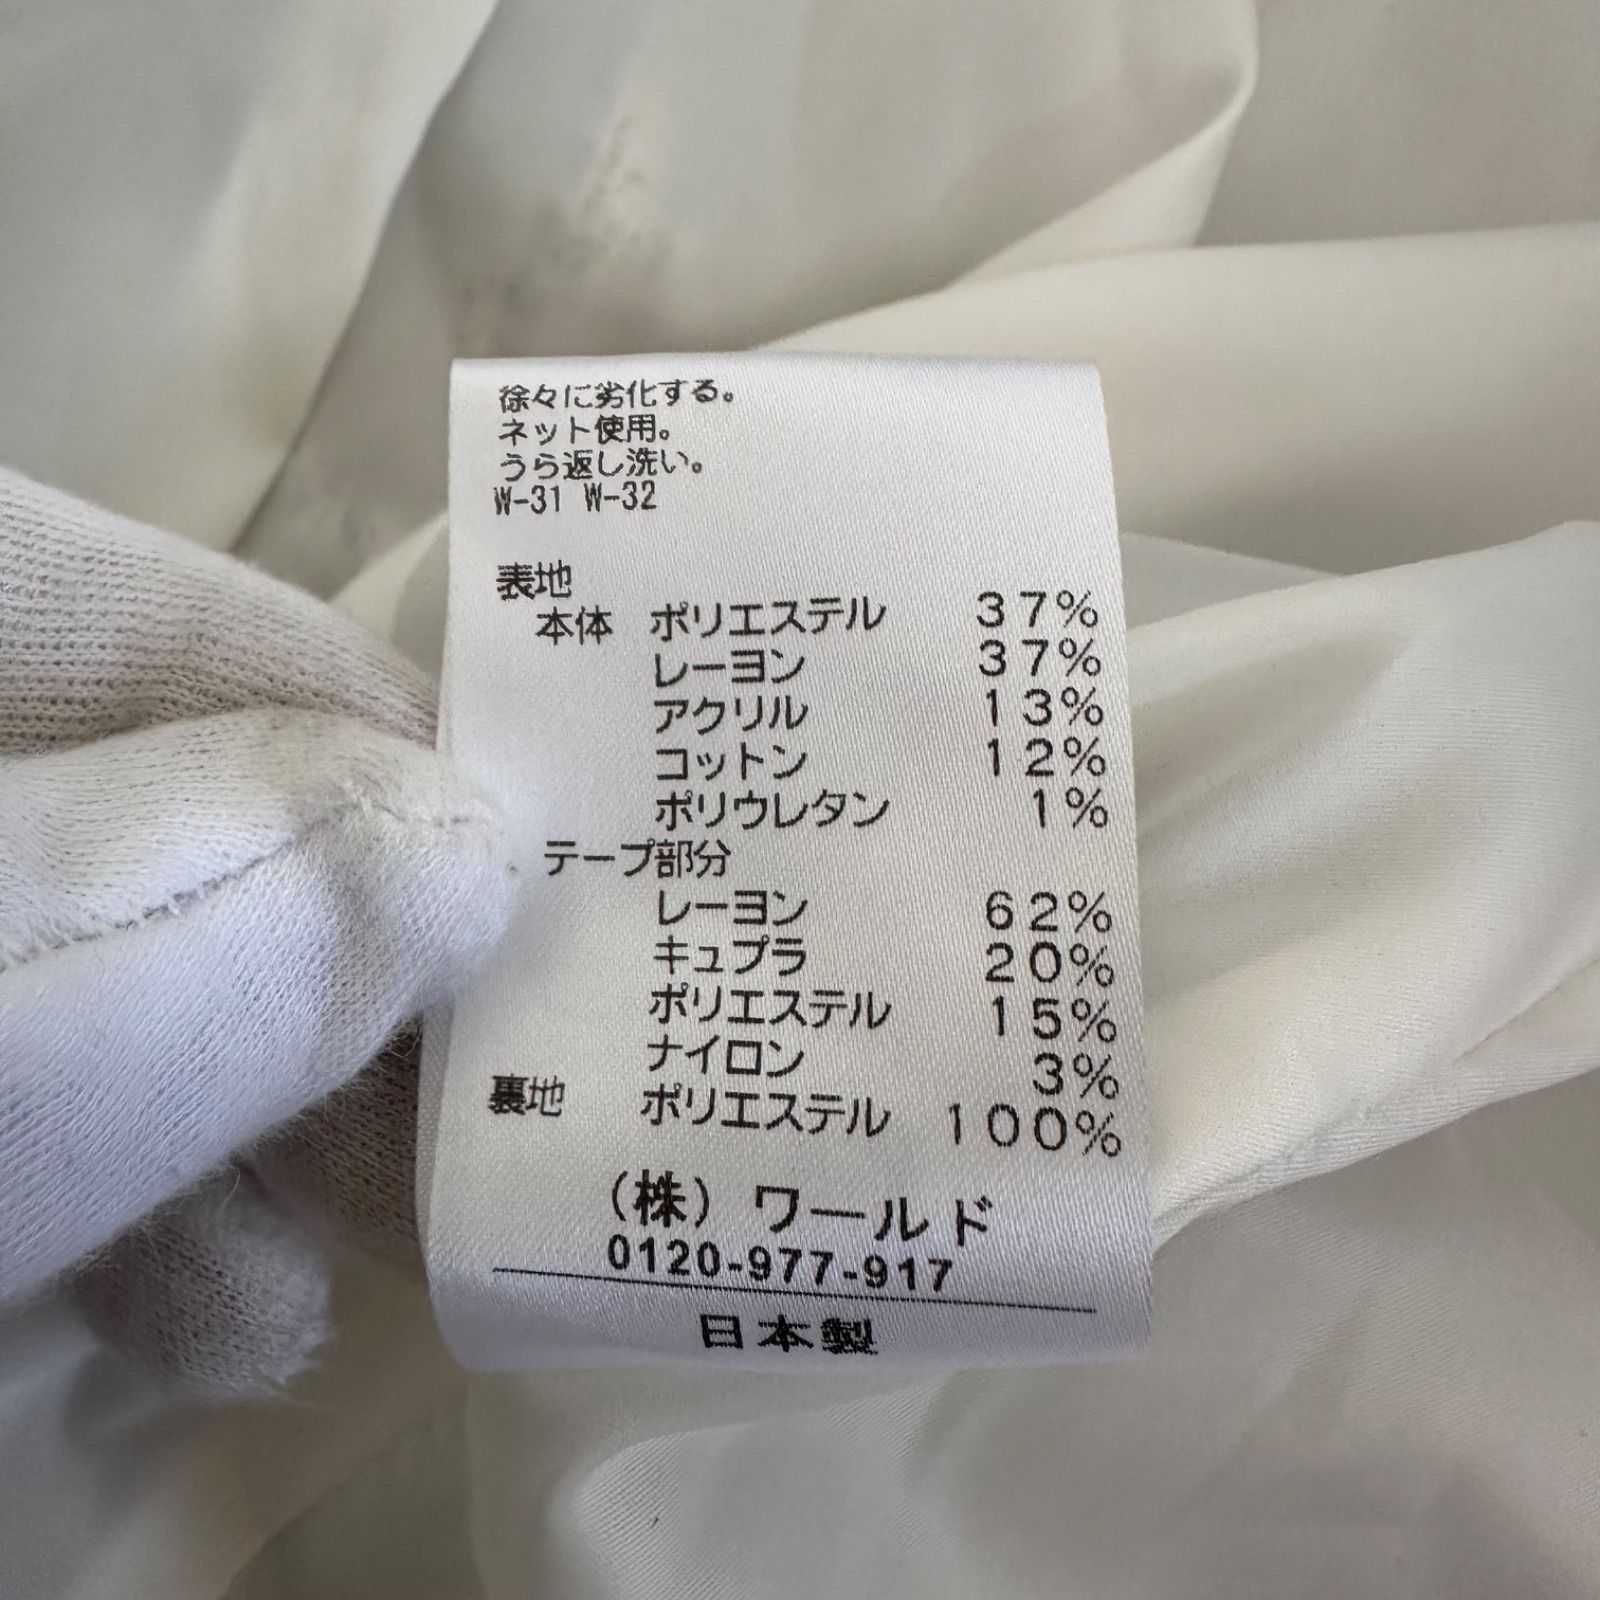 徐々に劣化する。
ネット使用。
うら返し洗い。
W-31 W-32
表地
本体 ポリエステル 37%
レーヨン 37%
アクリル 13%
コットン 12%
ポリウレタン 1%
テープ部分
レーヨン 62%
キュプラ 20%
ポリエステル 15%
ナイロン 3%
裏地 ポリエステル 100%
(株) ワールド
0120-977-917
日本製